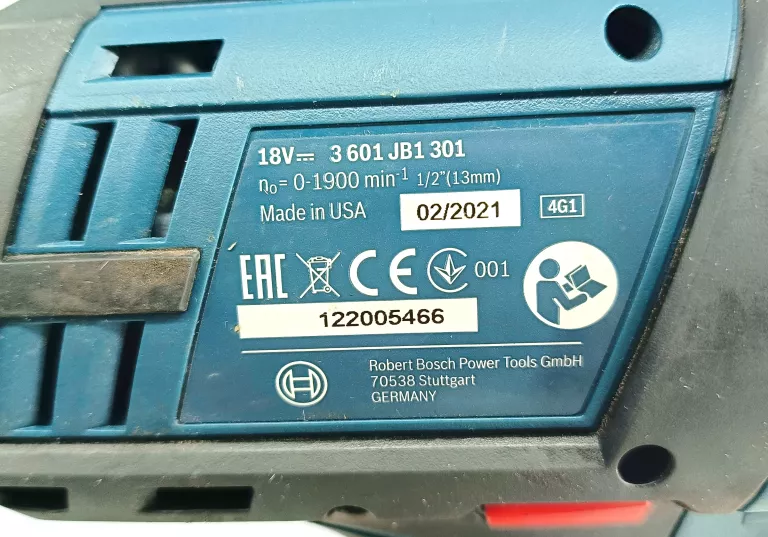 18V⎓ 3 601 JB1 301
n₀= 0-1900 min⁻¹ 1/2"(13mm)
Made in USA 02/2021 4G1
EAC CE 001
122005466
Robert Bosch Power Tools GmbH
70538 Stuttgart
GERMANY